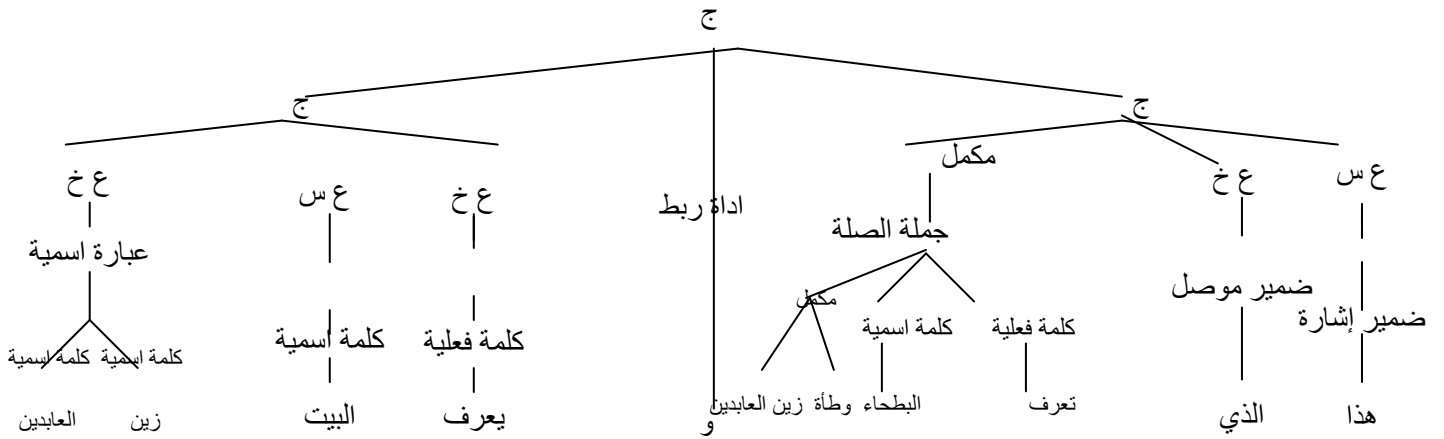 ج
ج
ج
ع س
ع خ
مكمل
اداة ربط
ع خ
ع س
ع خ
جملة الصلة
عبارة اسمية
ضمير إشارة
ضمير موصل
كلمة فعلية
كلمة اسمية
مكمل
كلمة فعلية
كلمة اسمية
كلمة اسمية
كلمة اسمية
هذا
الذي
تعرف
البطحاء
وطأة
زين العابدين
و
يعرف
البيت
زين
العابدين